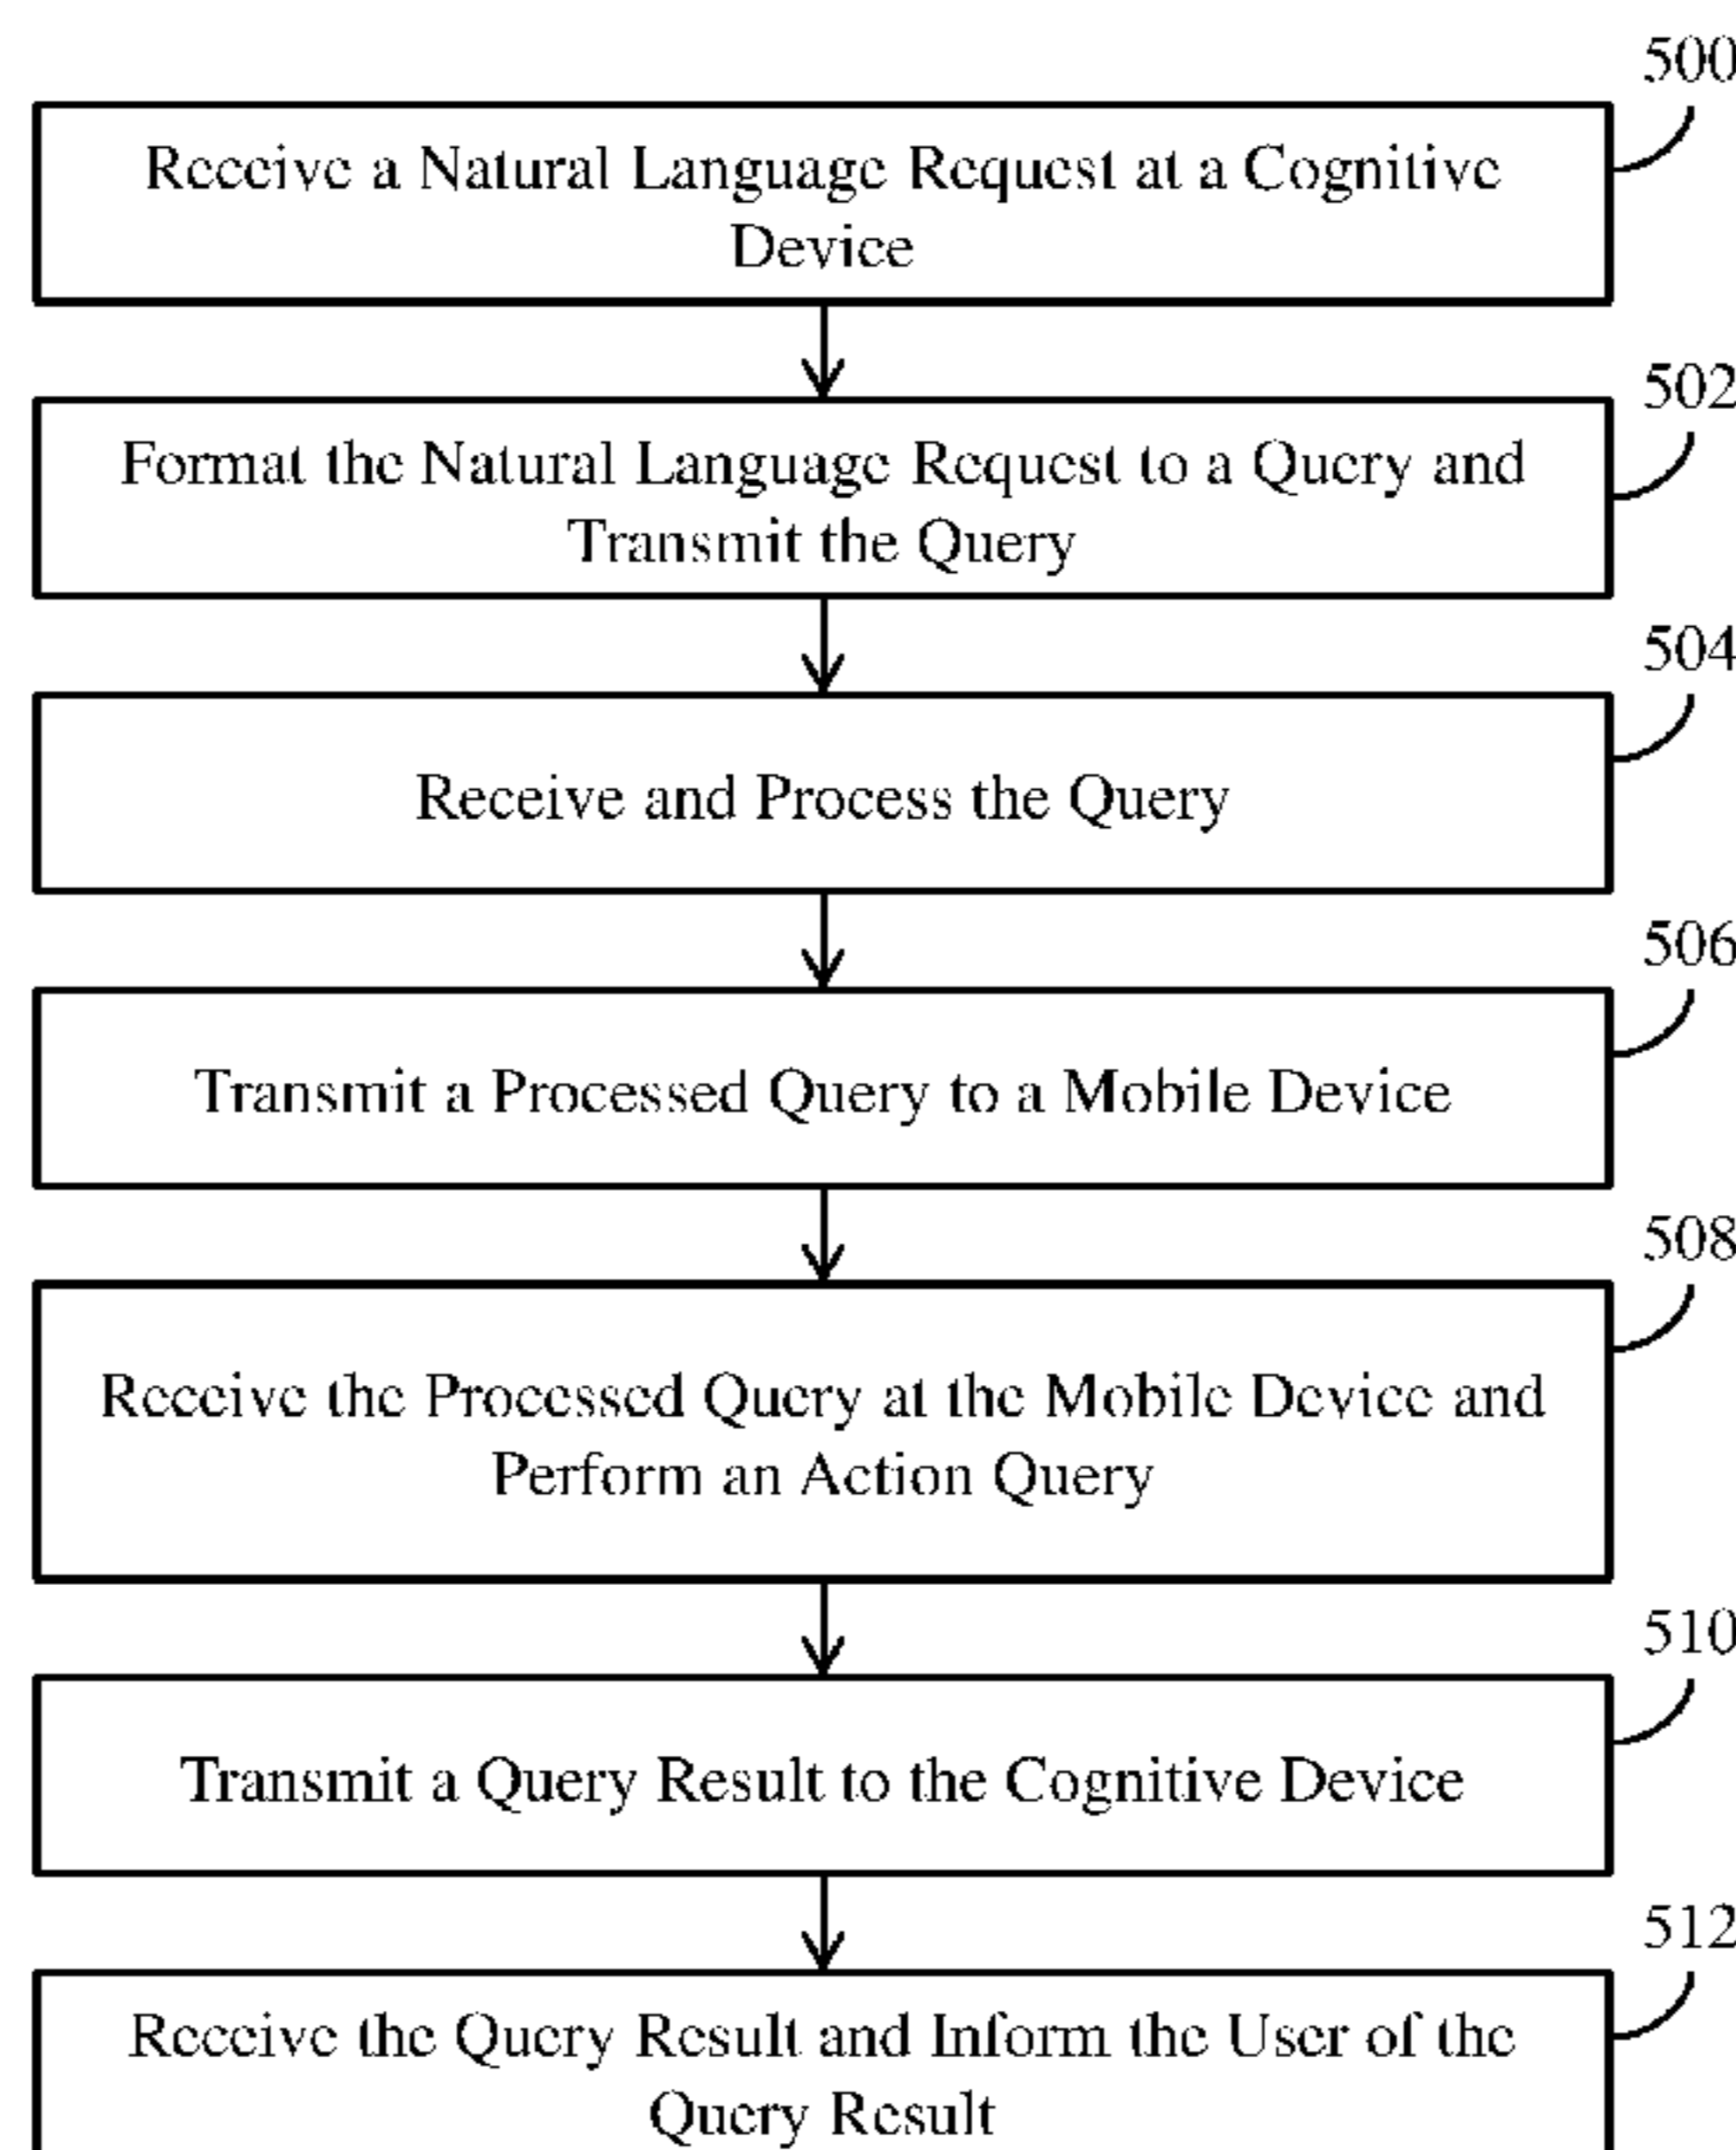 500
Receive a Natural Language Request at a Cognitive
Device
502
Format the Natural Language Request to a Query and
Transmit the Query
504
Receive and Process the Query
506
Transmit a Processed Query to a Mobile Device
508
Receive the Processed Query at the Mobile Device and
Perform an Action Query
510
Transmit a Query Result to the Cognitive Device
512
Receive the Query Result and Inform the User of the
Query Result